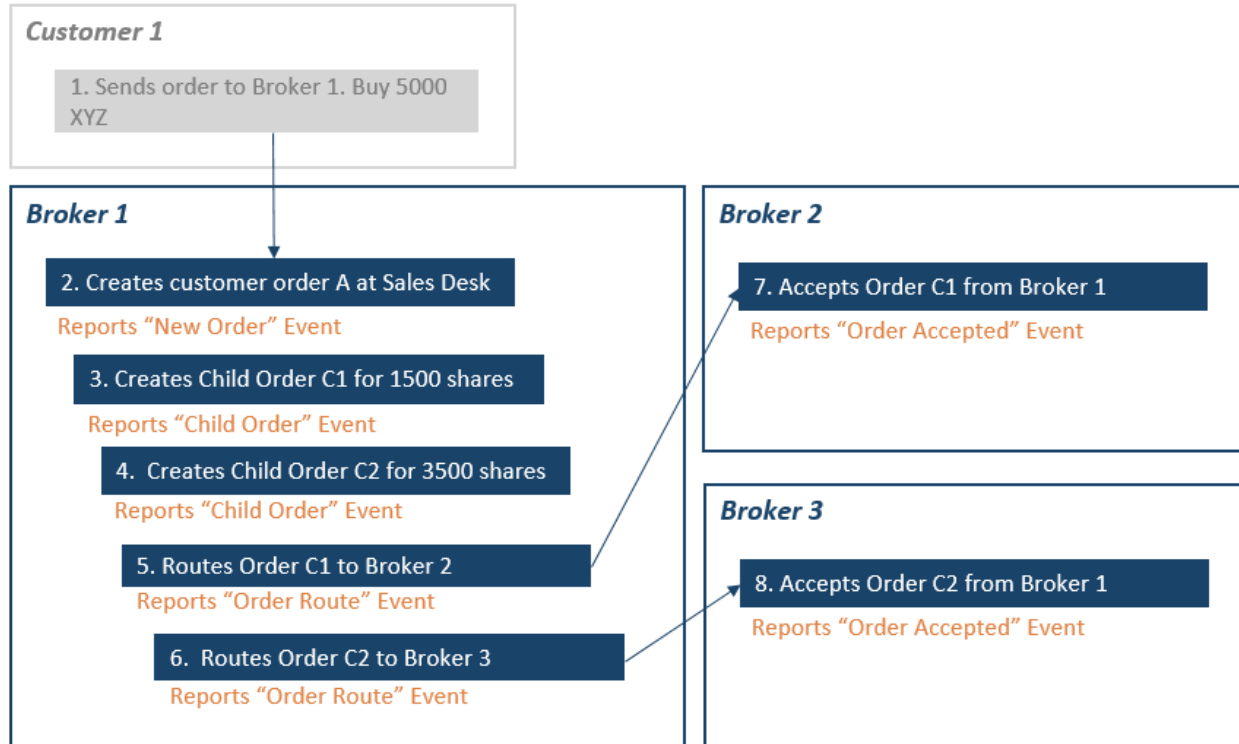 Customer 1
1. Sends order to Broker 1. Buy 5000
XYZ
Broker 1
2. Creates customer order A at Sales Desk
Reports “New Order” Event
3. Creates Child Order C1 for 1500 shares
Reports “Child Order” Event
4. Creates Child Order C2 for 3500 shares
Reports “Child Order” Event
5. Routes Order C1 to Broker 2
Reports “Order Route” Event
6. Routes Order C2 to Broker 3
Reports “Order Route” Event
Broker 2
7. Accepts Order C1 from Broker 1
Reports “Order Accepted” Event
Broker 3
8. Accepts Order C2 from Broker 1
Reports “Order Accepted” Event